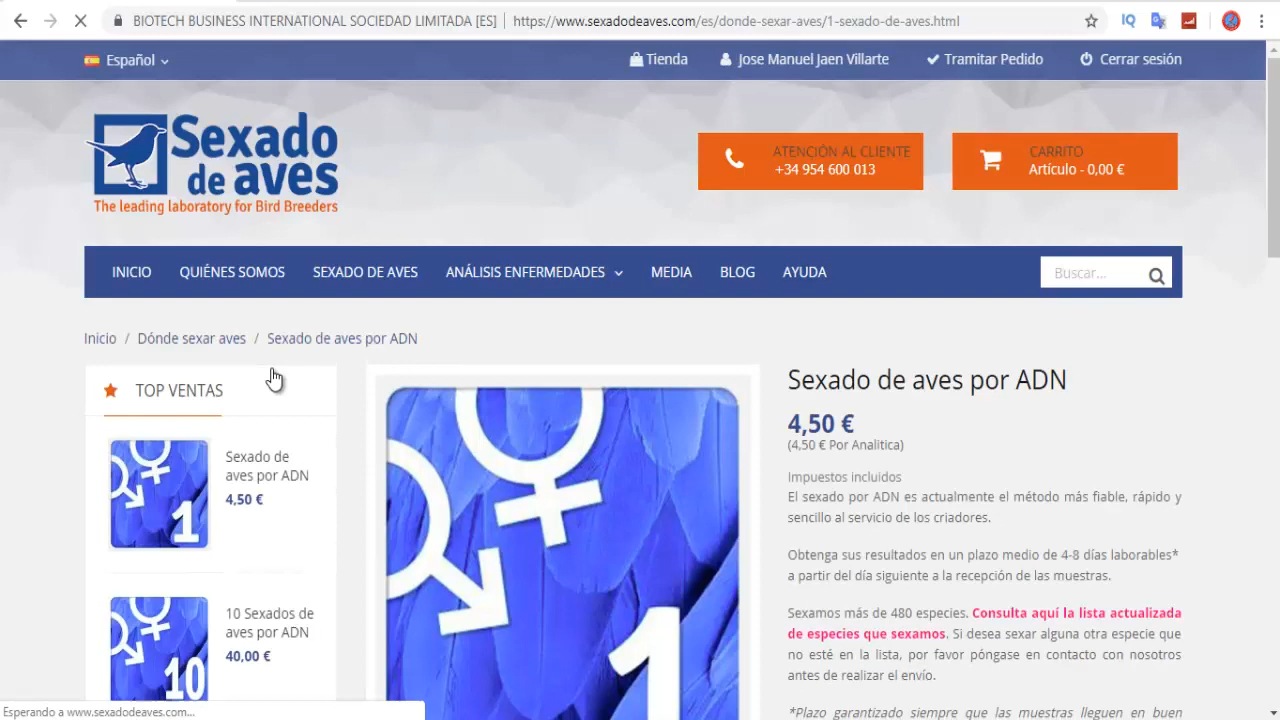 BIOTECH BUSINESS INTERNATIONAL SOCIEDAD LIMITADA [ES] https://www.sexadodeaves.com/es/donde-sexar-aves/1-sexado-de-aves.html
IQ
Español Tienda Jose Manuel Jaen Villarte Tramitar Pedido Cerrar sesión
Sexado
de aves
The leading laboratory for Bird Breeders
ATENCIÓN AL CLIENTE
+34 954 600 013
CARRITO
Artículo - 0,00 €
INICIO QUIÉNES SOMOS SEXADO DE AVES ANÁLISIS ENFERMEDADES MEDIA BLOG AYUDA Buscar...
Inicio / Dónde sexar aves / Sexado de aves por ADN
TOP VENTAS
Sexado de
aves por ADN
4,50 €
1
10 Sexados de
aves por ADN
40,00 €
10
1
Sexado de aves por ADN
4,50 €
(4,50 € Por Analitica)
Impuestos incluidos
El sexado por ADN es actualmente el método más fiable, rápido y
sencillo al servicio de los criadores.
Obtenga sus resultados en un plazo medio de 4-8 días laborables*
a partir del día siguiente a la recepción de las muestras.
Sexamos más de 480 especies. Consulta aquí la lista actualizada
de especies que sexamos. Si desea sexar alguna otra especie que
no esté en la lista, por favor póngase en contacto con nosotros
antes de realizar el envío.
*Plazo garantizado siempre que las muestras lleguen en buen
Esperando a www.sexadodeaves.com...